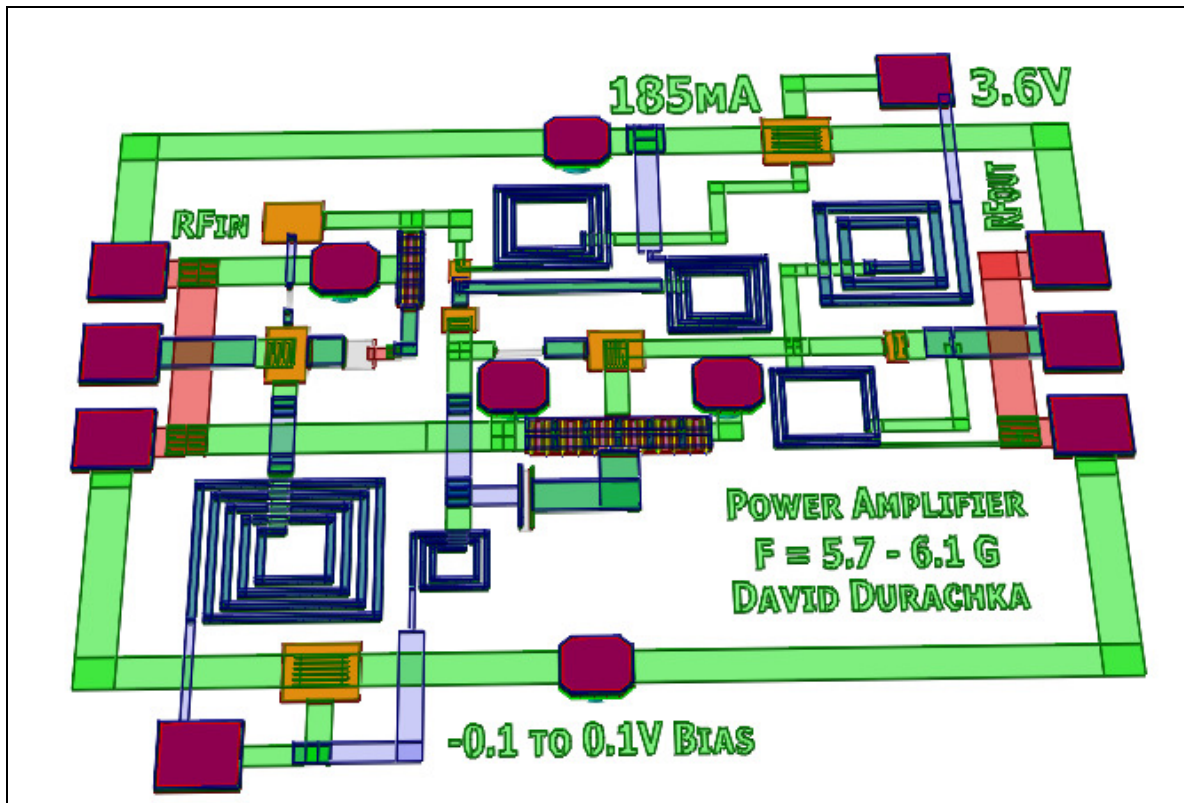 185mA
3.6V
RFin
RFout
Power Amplifier
F = 5.7 - 6.1 G
David Durachka
-0.1 to 0.1V Bias